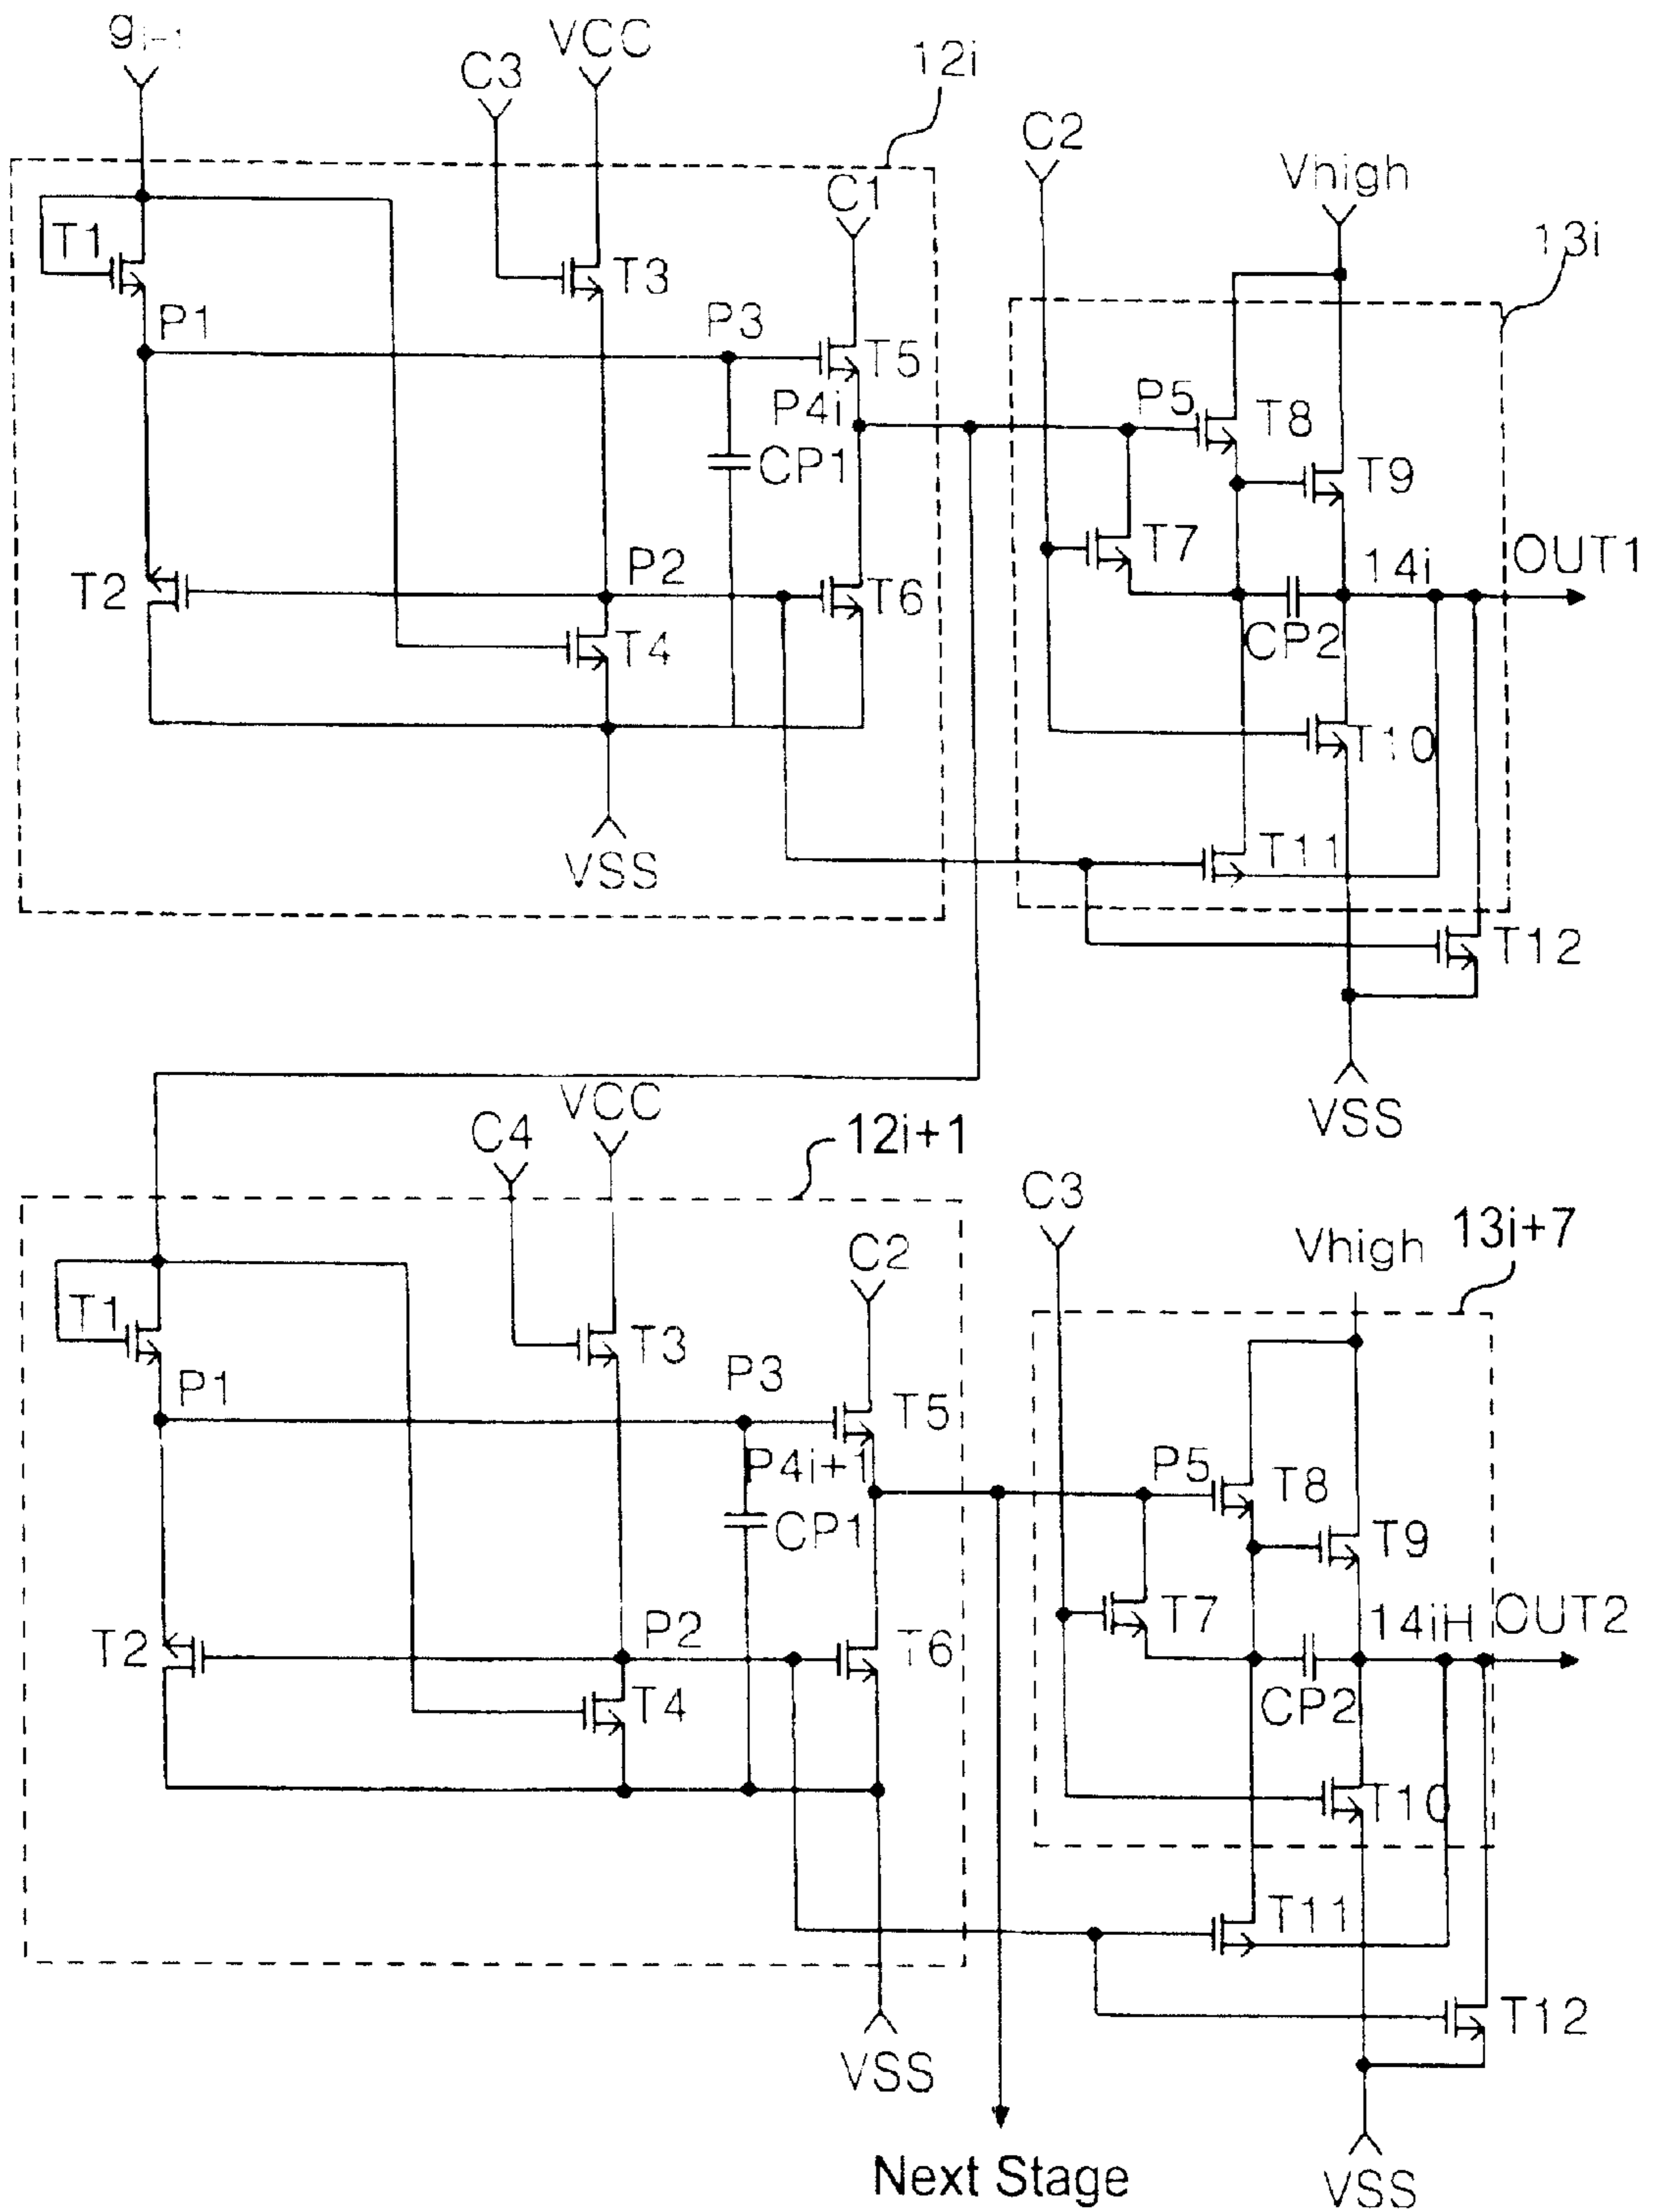 gi-1
VCC
C3
12i
C2
Vhigh
13i
C1
T1
T3
P1
P3
T5
P4i
P5
T8
CP1
T9
T7
14i
OUT1
T2
P2
T6
T4
CP2
T10
VSS
T11
T12
VSS
VCC
C4
12i+1
C3
Vhigh
13i+7
C2
T1
T3
P1
P3
T5
P4i+1
P5
T8
CP1
T9
T7
14iH
OUT2
T2
P2
T6
T4
CP2
T10
T11
T12
VSS
Next Stage
VSS